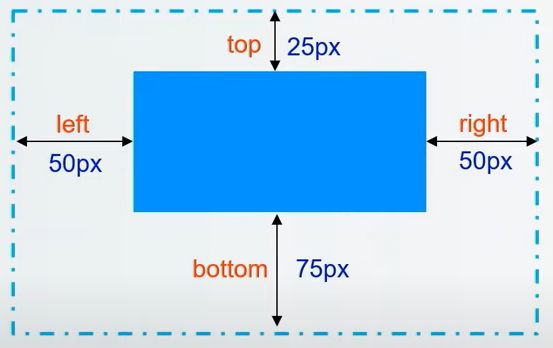 top 25px
left
50px
right
50px
bottom 75px